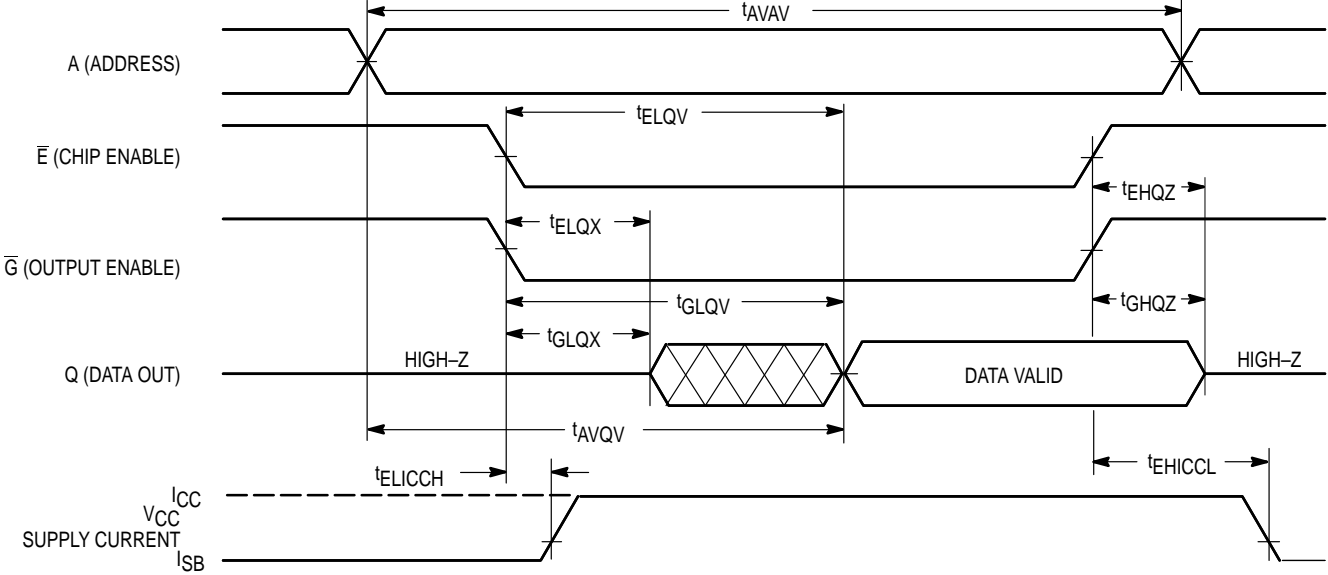 tAVAV
A (ADDRESS)
tELQV
E̅ (CHIP ENABLE)
tEHQZ
tELQX
G̅ (OUTPUT ENABLE)
tGLQV
tGHQZ
tGLQX
HIGH–Z
Q (DATA OUT)
DATA VALID
HIGH–Z
tAVQV
tELICCH
tEHICCL
ICC
VCC
SUPPLY CURRENT
ISB